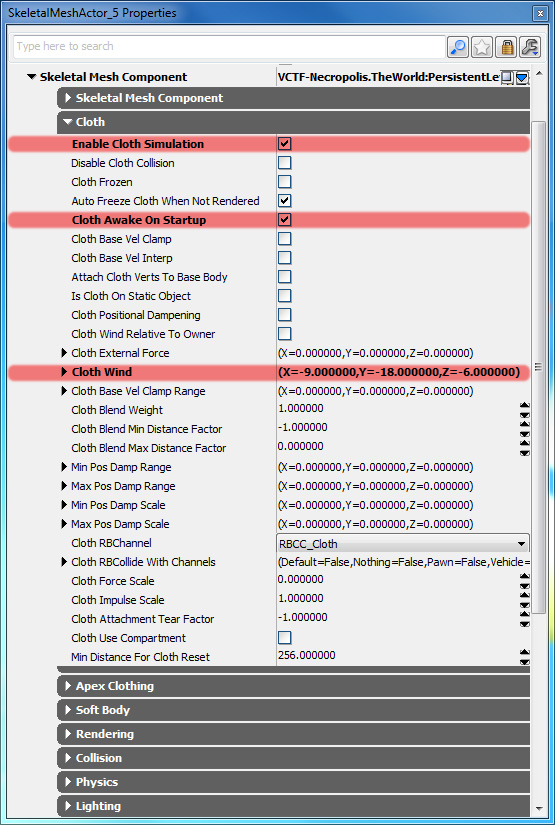 SkeletalMeshActor_5 Properties
Type here to search
Skeletal Mesh Component VCTF-Necropolis.TheWorld:PersistentLe
Skeletal Mesh Component
Cloth
Enable Cloth Simulation
Disable Cloth Collision
Cloth Frozen
Auto Freeze Cloth When Not Rendered
Cloth Awake On Startup
Cloth Base Vel Clamp
Cloth Base Vel Interp
Attach Cloth Verts To Base Body
Is Cloth On Static Object
Cloth Positional Dampening
Cloth Wind Relative To Owner
Cloth External Force (X=0.000000,Y=0.000000,Z=0.000000)
Cloth Wind (X=-9.000000,Y=-18.000000,Z=-6.000000)
Cloth Base Vel Clamp Range (X=0.000000,Y=0.000000,Z=0.000000)
Cloth Blend Weight 1.000000
Cloth Blend Min Distance Factor -1.000000
Cloth Blend Max Distance Factor 0.000000
Min Pos Damp Range (X=0.000000,Y=0.000000,Z=0.000000)
Max Pos Damp Range (X=0.000000,Y=0.000000,Z=0.000000)
Min Pos Damp Scale (X=0.000000,Y=0.000000,Z=0.000000)
Max Pos Damp Scale (X=0.000000,Y=0.000000,Z=0.000000)
Cloth RBChannel RBCC_Cloth
Cloth RBCollide With Channels (Default=False,Nothing=False,Pawn=False,Vehicle=
Cloth Force Scale 0.000000
Cloth Impulse Scale 1.000000
Cloth Attachment Tear Factor -1.000000
Cloth Use Compartment
Min Distance For Cloth Reset 256.000000
Apex Clothing
Soft Body
Rendering
Collision
Physics
Lighting